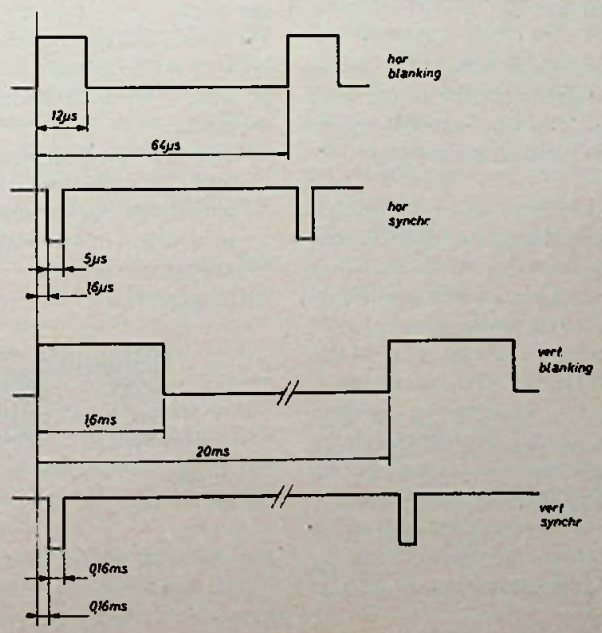 hor
blanking
12µs
64µs
hor
synchr.
5µs
1,6µs
vert.
blanking
1,6ms
20ms
vert
synchr
0,16ms
0,16ms